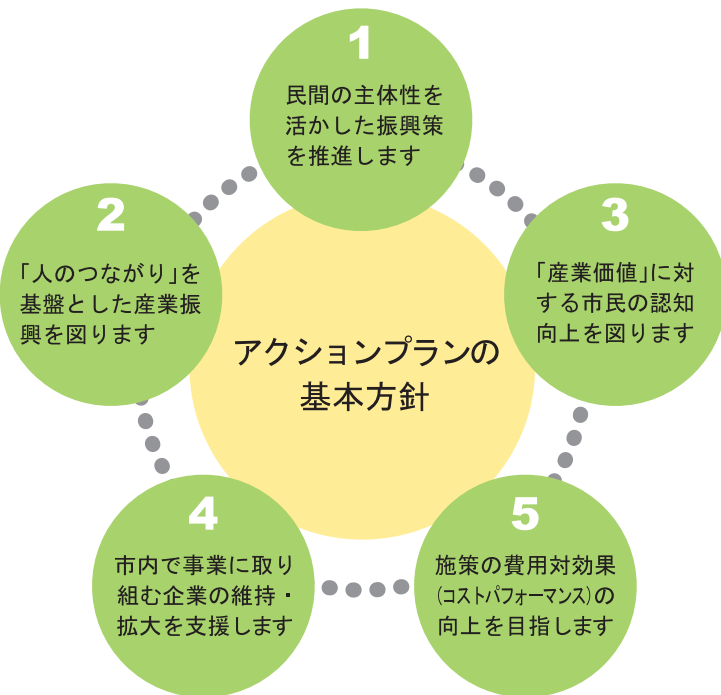 1
民間の主体性を
活かした振興策
を推進します
2
「人のつながり」を
基盤とした産業振
興を図ります
3
「産業価値」に対
する市民の認知
向上を図ります
アクションプランの
基本方針
4
市内で事業に取り
組む企業の維持・
拡大を支援します
5
施策の費用対効果
(コストパフォーマンス)の
向上を目指します